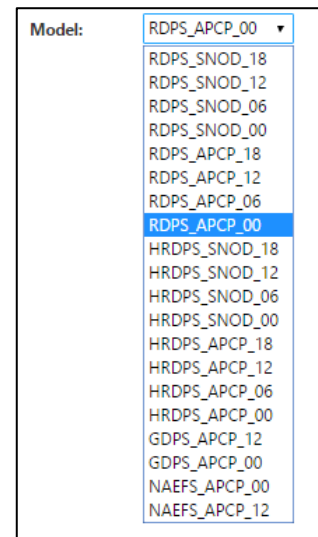 Model: RDPS_APCP_00
RDPS_SNOD_18
RDPS_SNOD_12
RDPS_SNOD_06
RDPS_SNOD_00
RDPS_APCP_18
RDPS_APCP_12
RDPS_APCP_06
RDPS_APCP_00
HRDPS_SNOD_18
HRDPS_SNOD_12
HRDPS_SNOD_06
HRDPS_SNOD_00
HRDPS_APCP_18
HRDPS_APCP_12
HRDPS_APCP_06
HRDPS_APCP_00
GDPS_APCP_12
GDPS_APCP_00
NAEFS_APCP_00
NAEFS_APCP_12